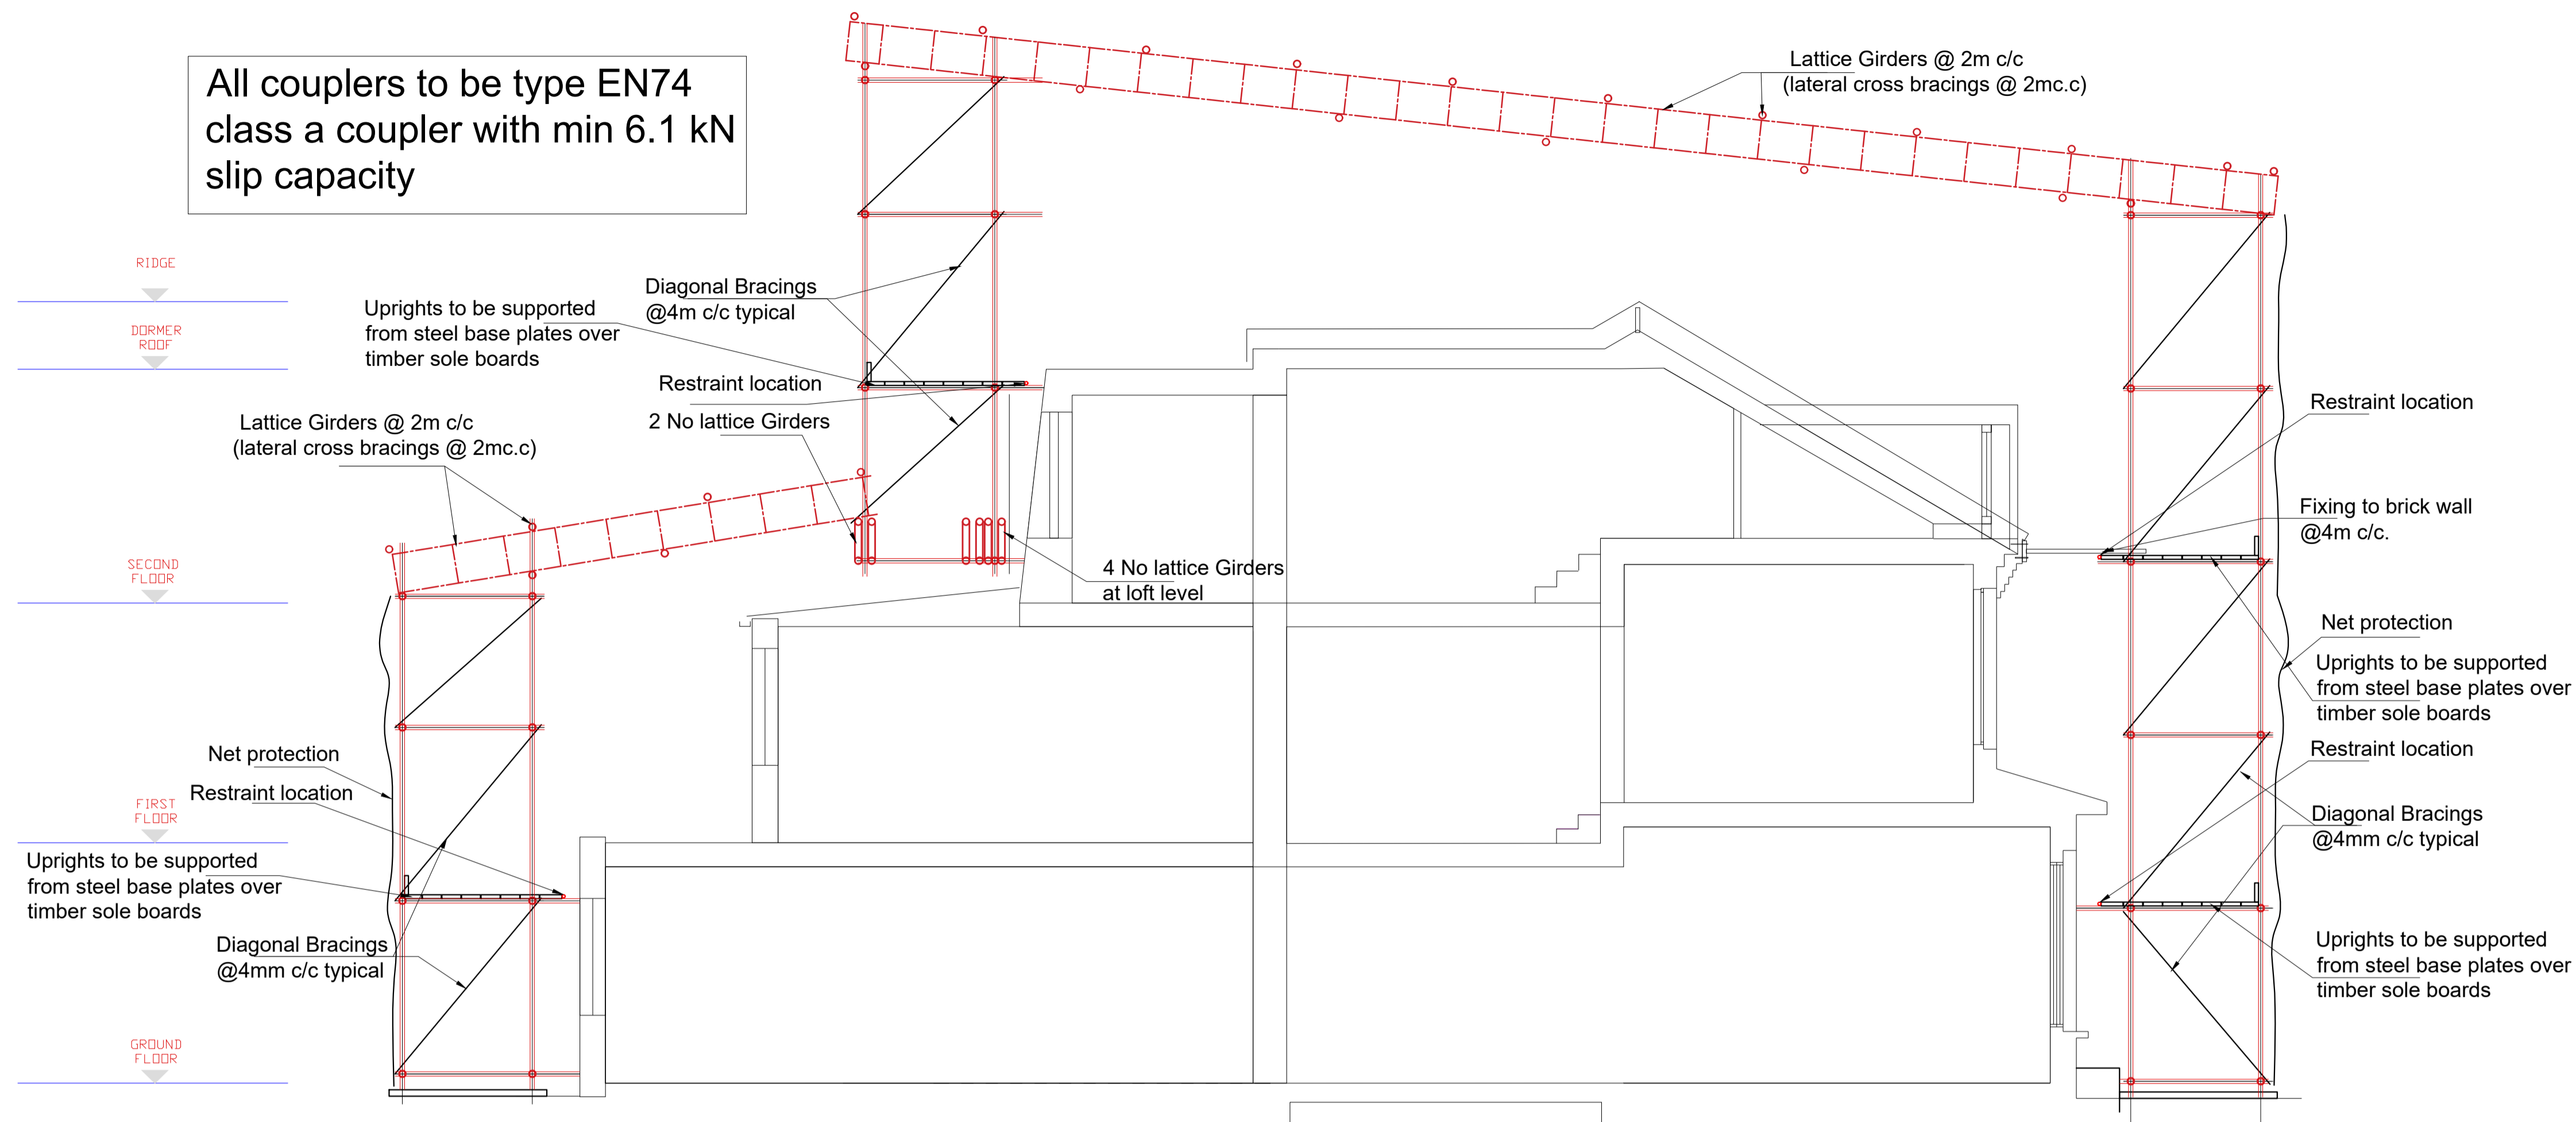 All couplers to be type EN74
class a coupler with min 6.1 kN
slip capacity
Lattice Girders @ 2m c/c
(lateral cross bracings @ 2mc.c)
RIDGE
DORMER
ROOF
SECOND
FLOOR
FIRST
FLOOR
GROUND
FLOOR
Diagonal Bracings
@4m c/c typical
Uprights to be supported
from steel base plates over
timber sole boards
Restraint location
2 No lattice Girders
Lattice Girders @ 2m c/c
(lateral cross bracings @ 2mc.c)
4 No lattice Girders
at loft level
Net protection
Restraint location
Uprights to be supported
from steel base plates over
timber sole boards
Diagonal Bracings
@4mm c/c typical
Restraint location
Fixing to brick wall
@4m c/c.
Net protection
Uprights to be supported
from steel base plates over
timber sole boards
Restraint location
Diagonal Bracings
@4mm c/c typical
Uprights to be supported
from steel base plates over
timber sole boards